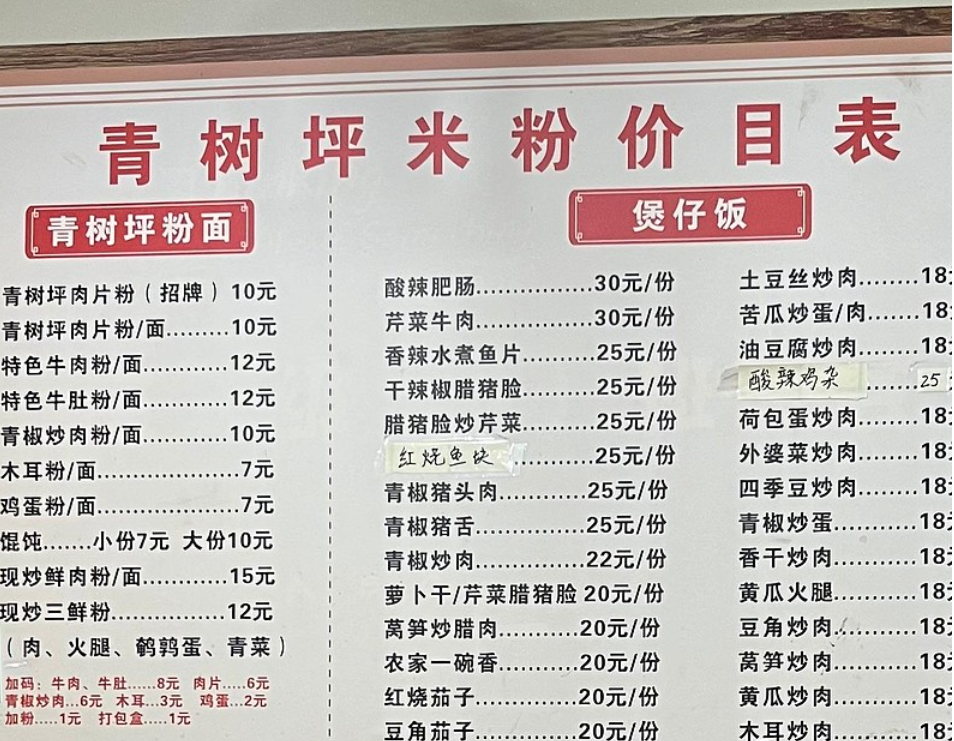 青树坪米粉价目表
青树坪粉面
青树坪肉片粉（招牌）10元
青树坪肉片粉/面.........10元
特色牛肉粉/面............12元
特色牛肚粉/面............12元
青椒炒肉粉/面............10元
木耳粉/面....................7元
鸡蛋粉/面....................7元
馄饨.......小份7元 大份10元
现炒鲜肉粉/面............15元
现炒三鲜粉................12元
（肉、火腿、鹌鹑蛋、青菜）
加码：牛肉、牛肚......8元 肉片.....6元
青椒炒肉...6元 木耳...3元 鸡蛋...2元
加粉.....1元 打包盒.....1元
煲仔饭
酸辣肥肠................30元/份
芹菜牛肉................30元/份
香辣水煮鱼片..........25元/份
干辣椒腊猪脸..........25元/份
腊猪脸炒芹菜..........25元/份
红烧鱼块..........25元/份
青椒猪头肉............25元/份
青椒猪舌...............25元/份
青椒炒肉...............22元/份
萝卜干/芹菜腊猪脸 20元/份
莴笋炒腊肉...........20元/份
农家一碗香...........20元/份
红烧茄子..............20元/份
豆角茄子..............20元/份
土豆丝炒肉........18
苦瓜炒蛋/肉.......18
油豆腐炒肉........18
酸辣鸡杂........25
荷包蛋炒肉........18
外婆菜炒肉........18
四季豆炒肉........18
青椒炒蛋...........18
香干炒肉...........18
黄瓜火腿...........18
豆角炒肉...........18
莴笋炒肉...........18
黄瓜炒肉...........18
木耳炒肉...........18